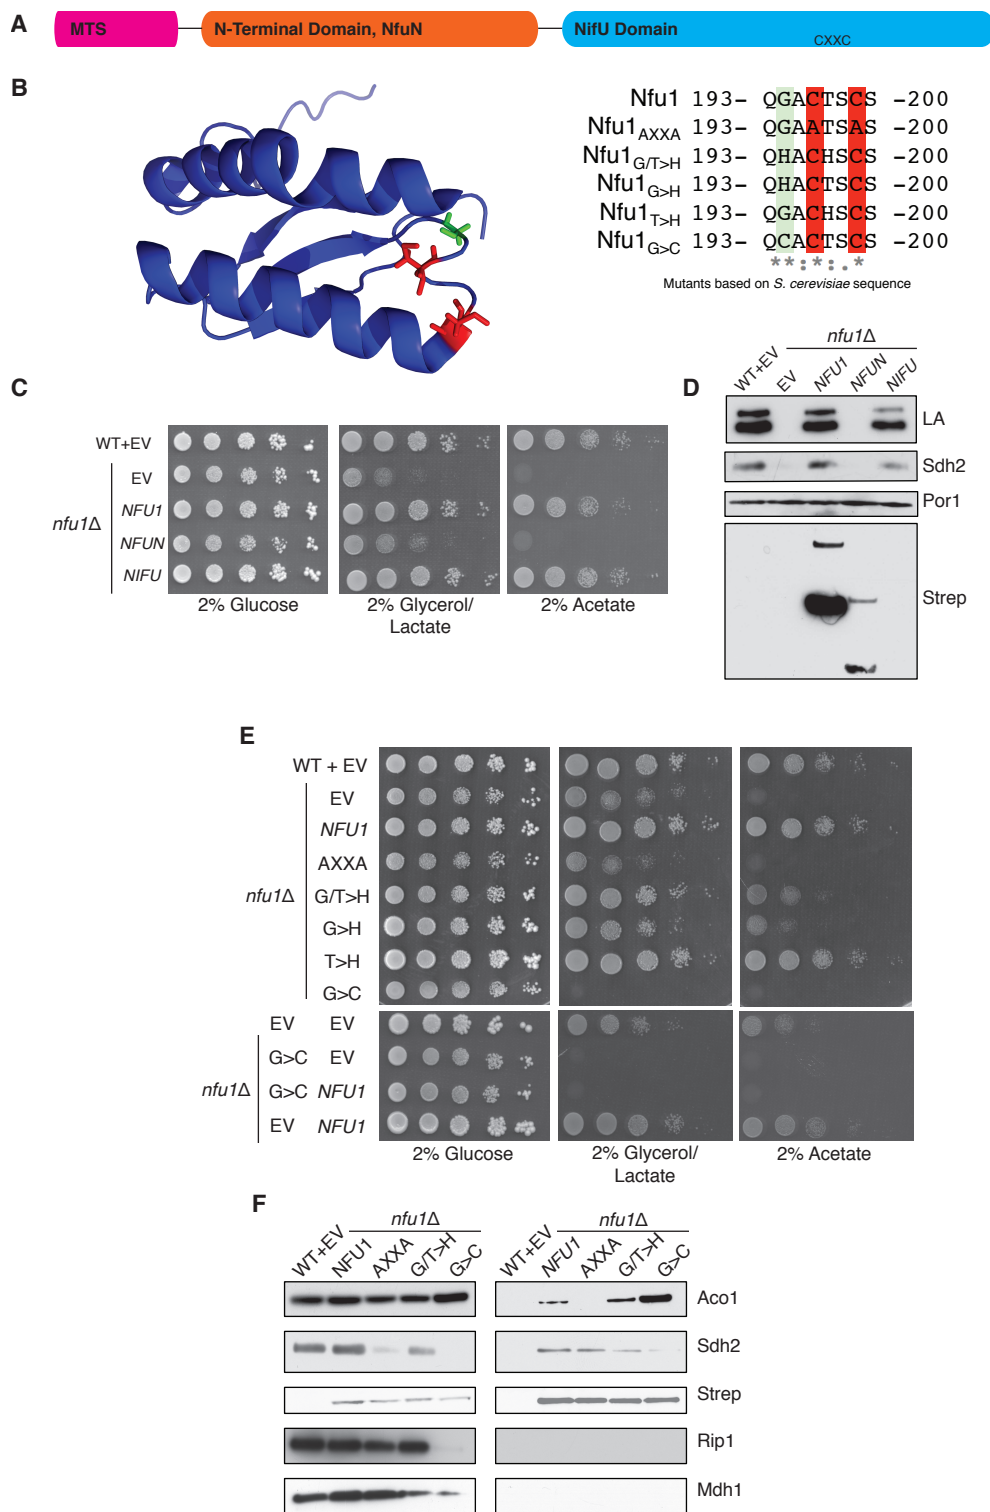 A
MTS
N-Terminal Domain, NfuN
NifU Domain
CXXC
B
Nfu1 193- QGACTSCS -200
Nfu1AXXA 193- QGAATSAS -200
Nfu1G/T>H 193- QHACHSCS -200
Nfu1G>H 193- QHACTSCS -200
Nfu1T>H 193- QGACHSCS -200
Nfu1G>C 193- QCACTSCS -200
**:*:.*
Mutants based on S. cerevisiae sequence
C
WT+EV
nfu1Δ
EV
NFU1
NFUN
NIFU
2% Glucose
2% Glycerol/
Lactate
2% Acetate
D
nfu1Δ
WT+EV
EV
NFU1
NFUN
NIFU
LA
Sdh2
Por1
Strep
E
WT + EV
nfu1Δ
EV
NFU1
AXXA
G/T>H
G>H
T>H
G>C
EV EV
nfu1Δ
G>C EV
G>C NFU1
EV NFU1
2% Glucose
2% Glycerol/
Lactate
2% Acetate
F
nfu1Δ
WT+EV
NFU1
AXXA
G/T>H
G>C
nfu1Δ
WT+EV
NFU1
AXXA
G/T>H
G>C
Aco1
Sdh2
Strep
Rip1
Mdh1